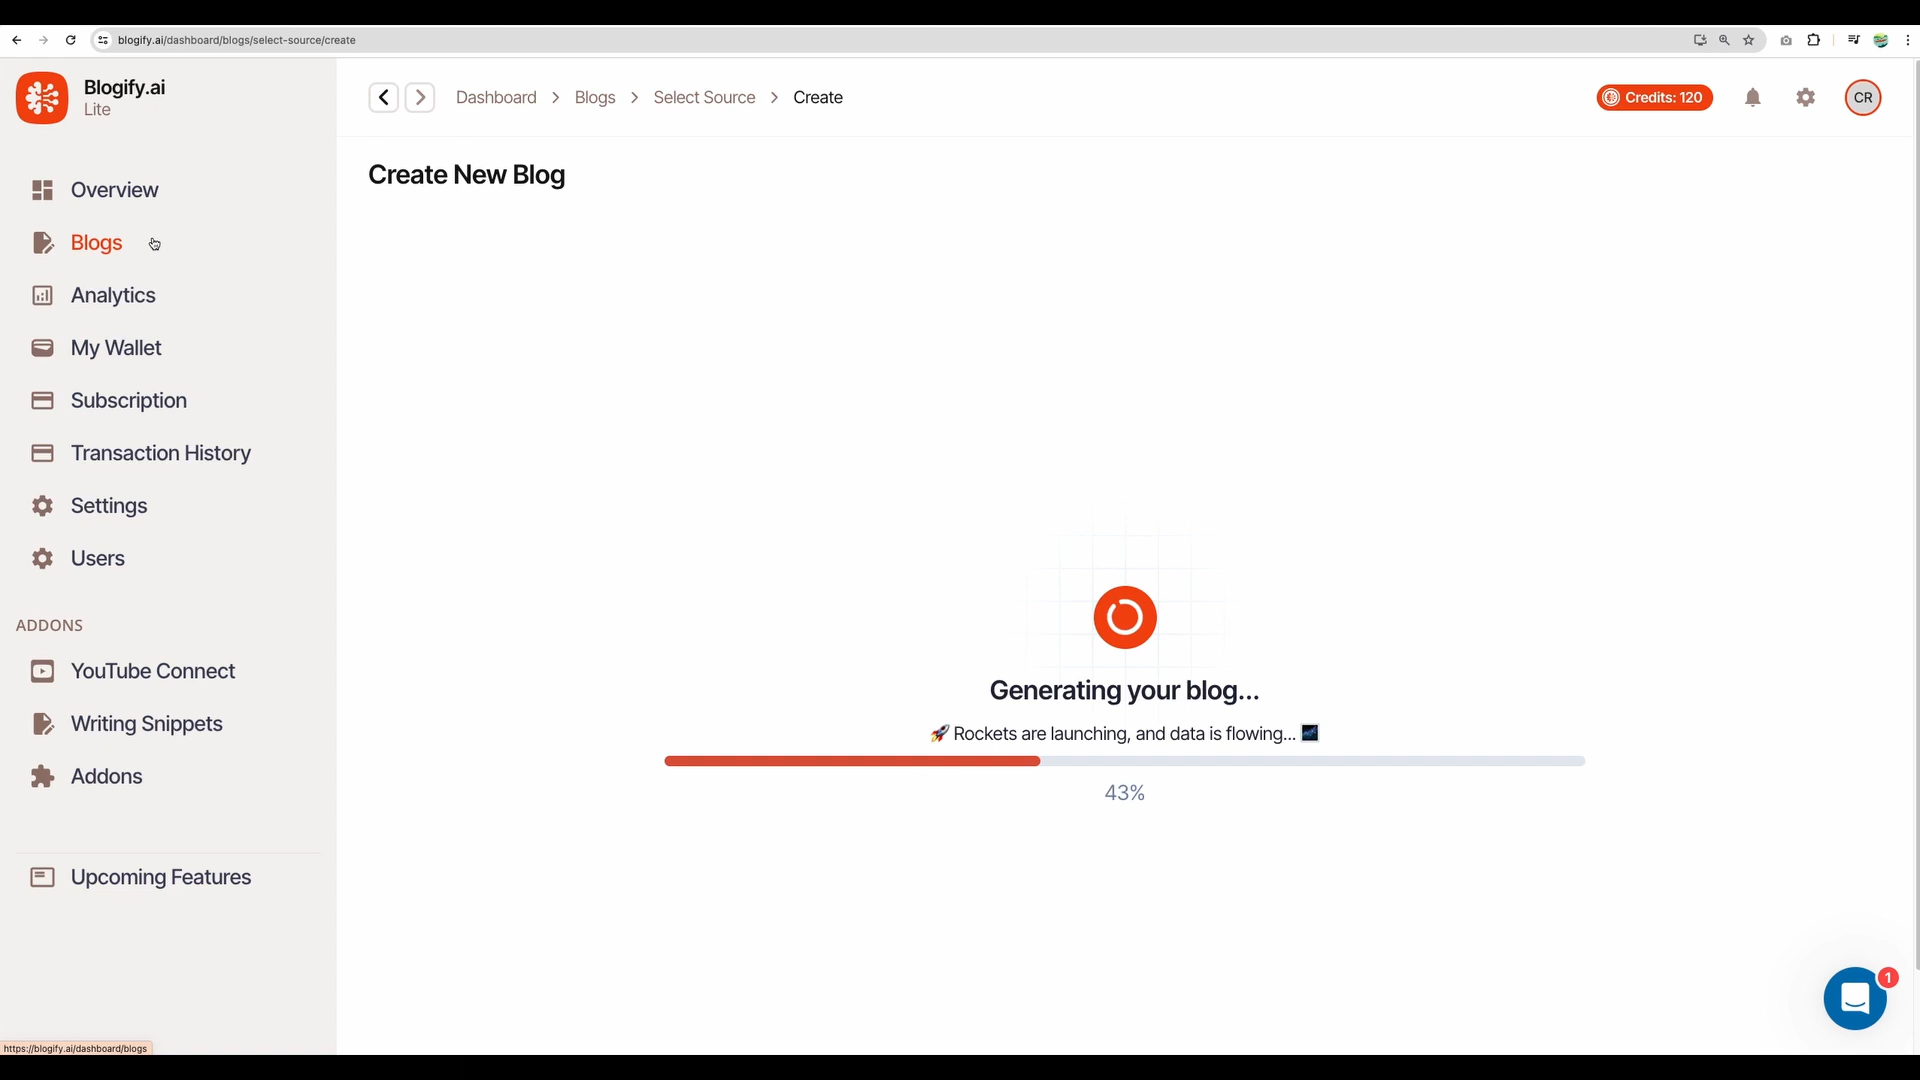 blogify.ai/dashboard/blogs/select-source/create
Blogify.ai
Lite
Dashboard > Blogs > Select Source > Create
Credits: 120
CR
Create New Blog
Overview
Blogs
Analytics
My Wallet
Subscription
Transaction History
Settings
Users
ADDONS
YouTube Connect
Writing Snippets
Addons
Upcoming Features
Generating your blog...
🚀 Rockets are launching, and data is flowing... 🌌
43%
1
https://blogify.ai/dashboard/blogs